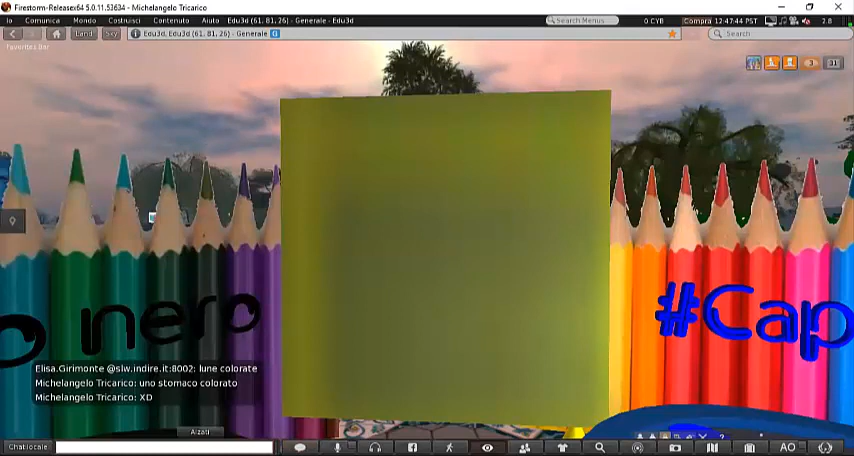 Firestorm-Releasex64 5.0.11.53634 - Michelangelo Tricarico
Io Comunica Mondo Costruisci Contenuto Aiuto Edu3d (61, 81, 26) - Generale - Edu3d Search Menus 0 CYB Compra 12:47:44 PST 2.8
Land Sky Edu3d, Edu3d (61, 81, 26) - Generale G Search
Favorites Bar
31
o nero
#Cap
Elisa.Girimonte @slw.indire.it:8002: lune colorate
Michelangelo Tricarico: uno stomaco colorato
Michelangelo Tricarico: XD
Alzati
Chat locale AO